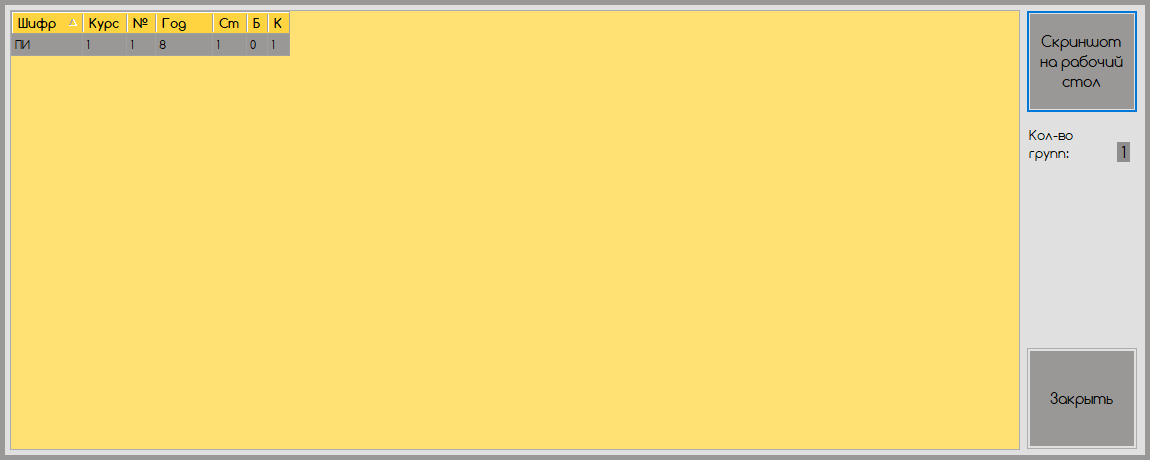 Шифр Курс № Год Ст Б К
ПИ 1 1 8 1 0 1
Скриншот
на рабочий
стол
Кол-во
групп: 1
Закрыть